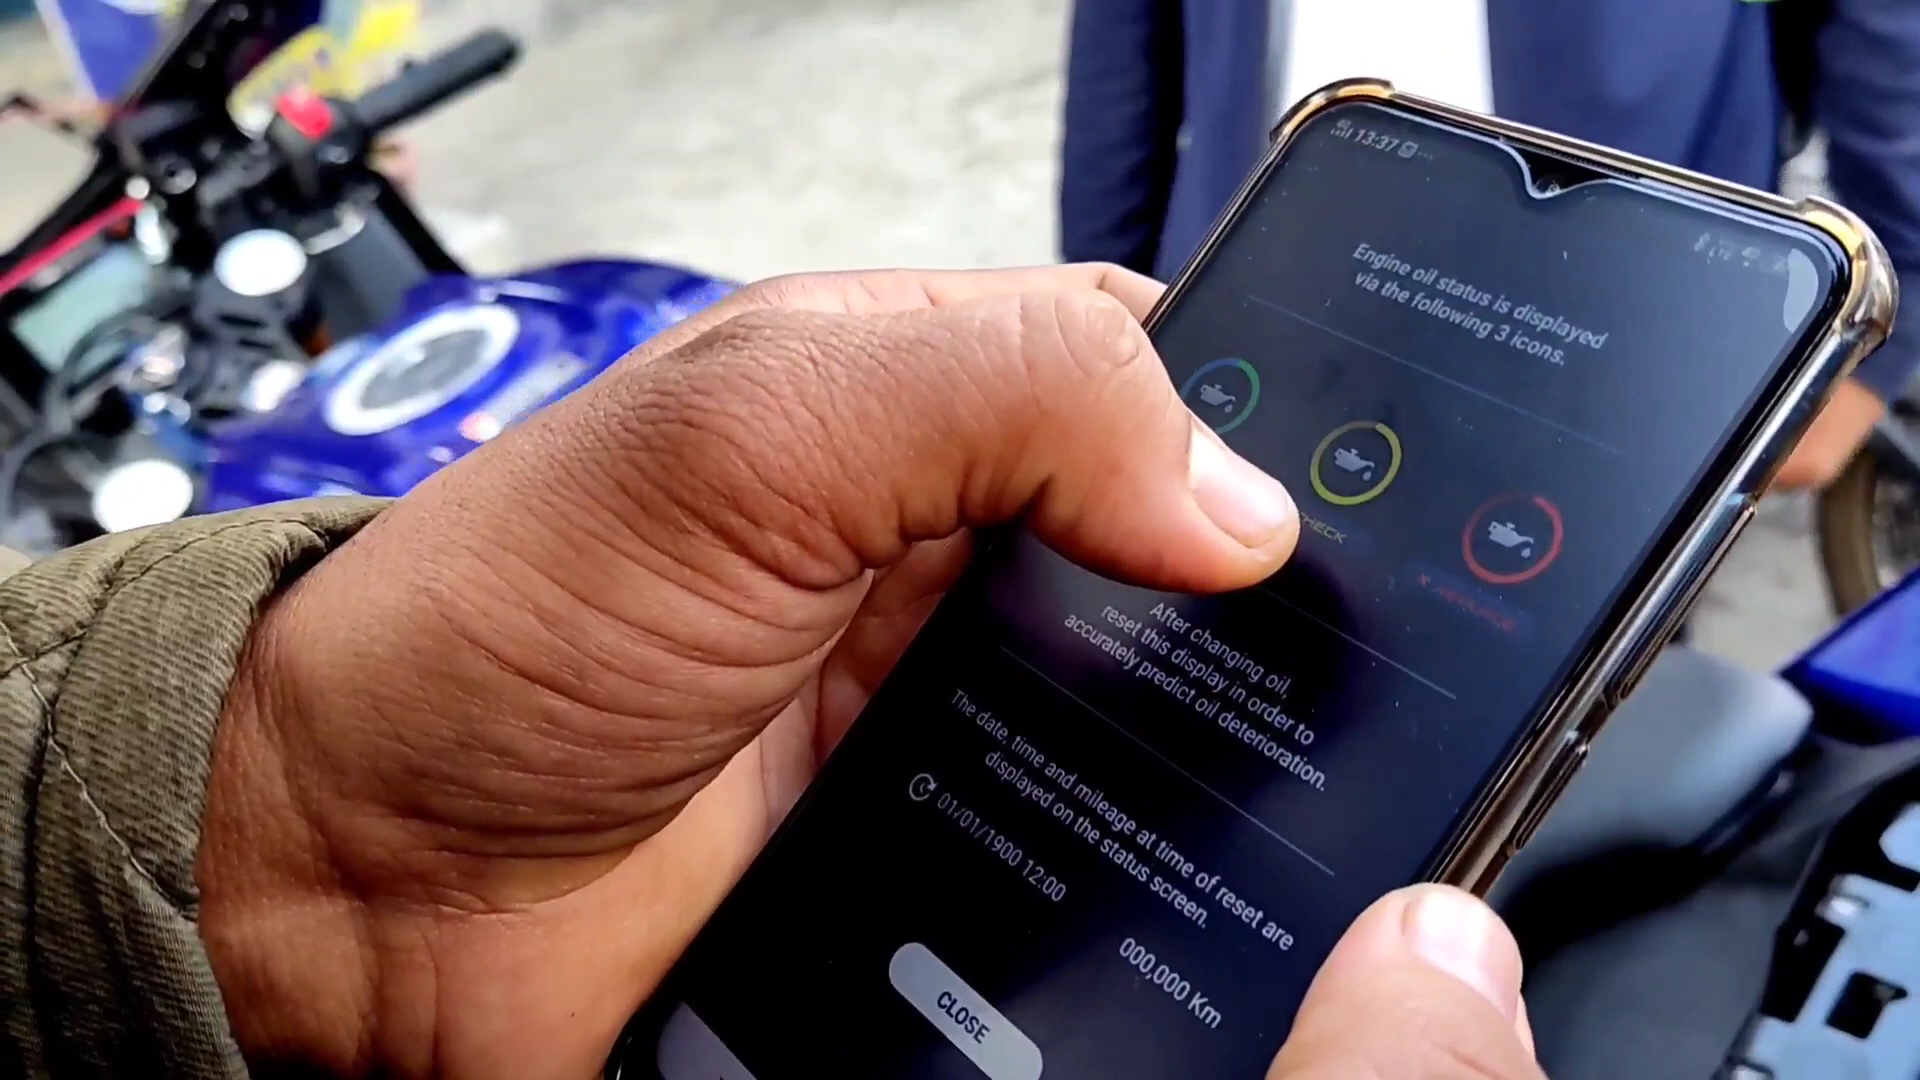 13:37
Engine oil status is displayed
via the following 3 icons.
CHECK
After changing oil,
reset this display in order to
accurately predict oil deterioration.
The date, time and mileage at time of reset are
displayed on the status screen.
01/01/1900 12:00
000,000 Km
CLOSE